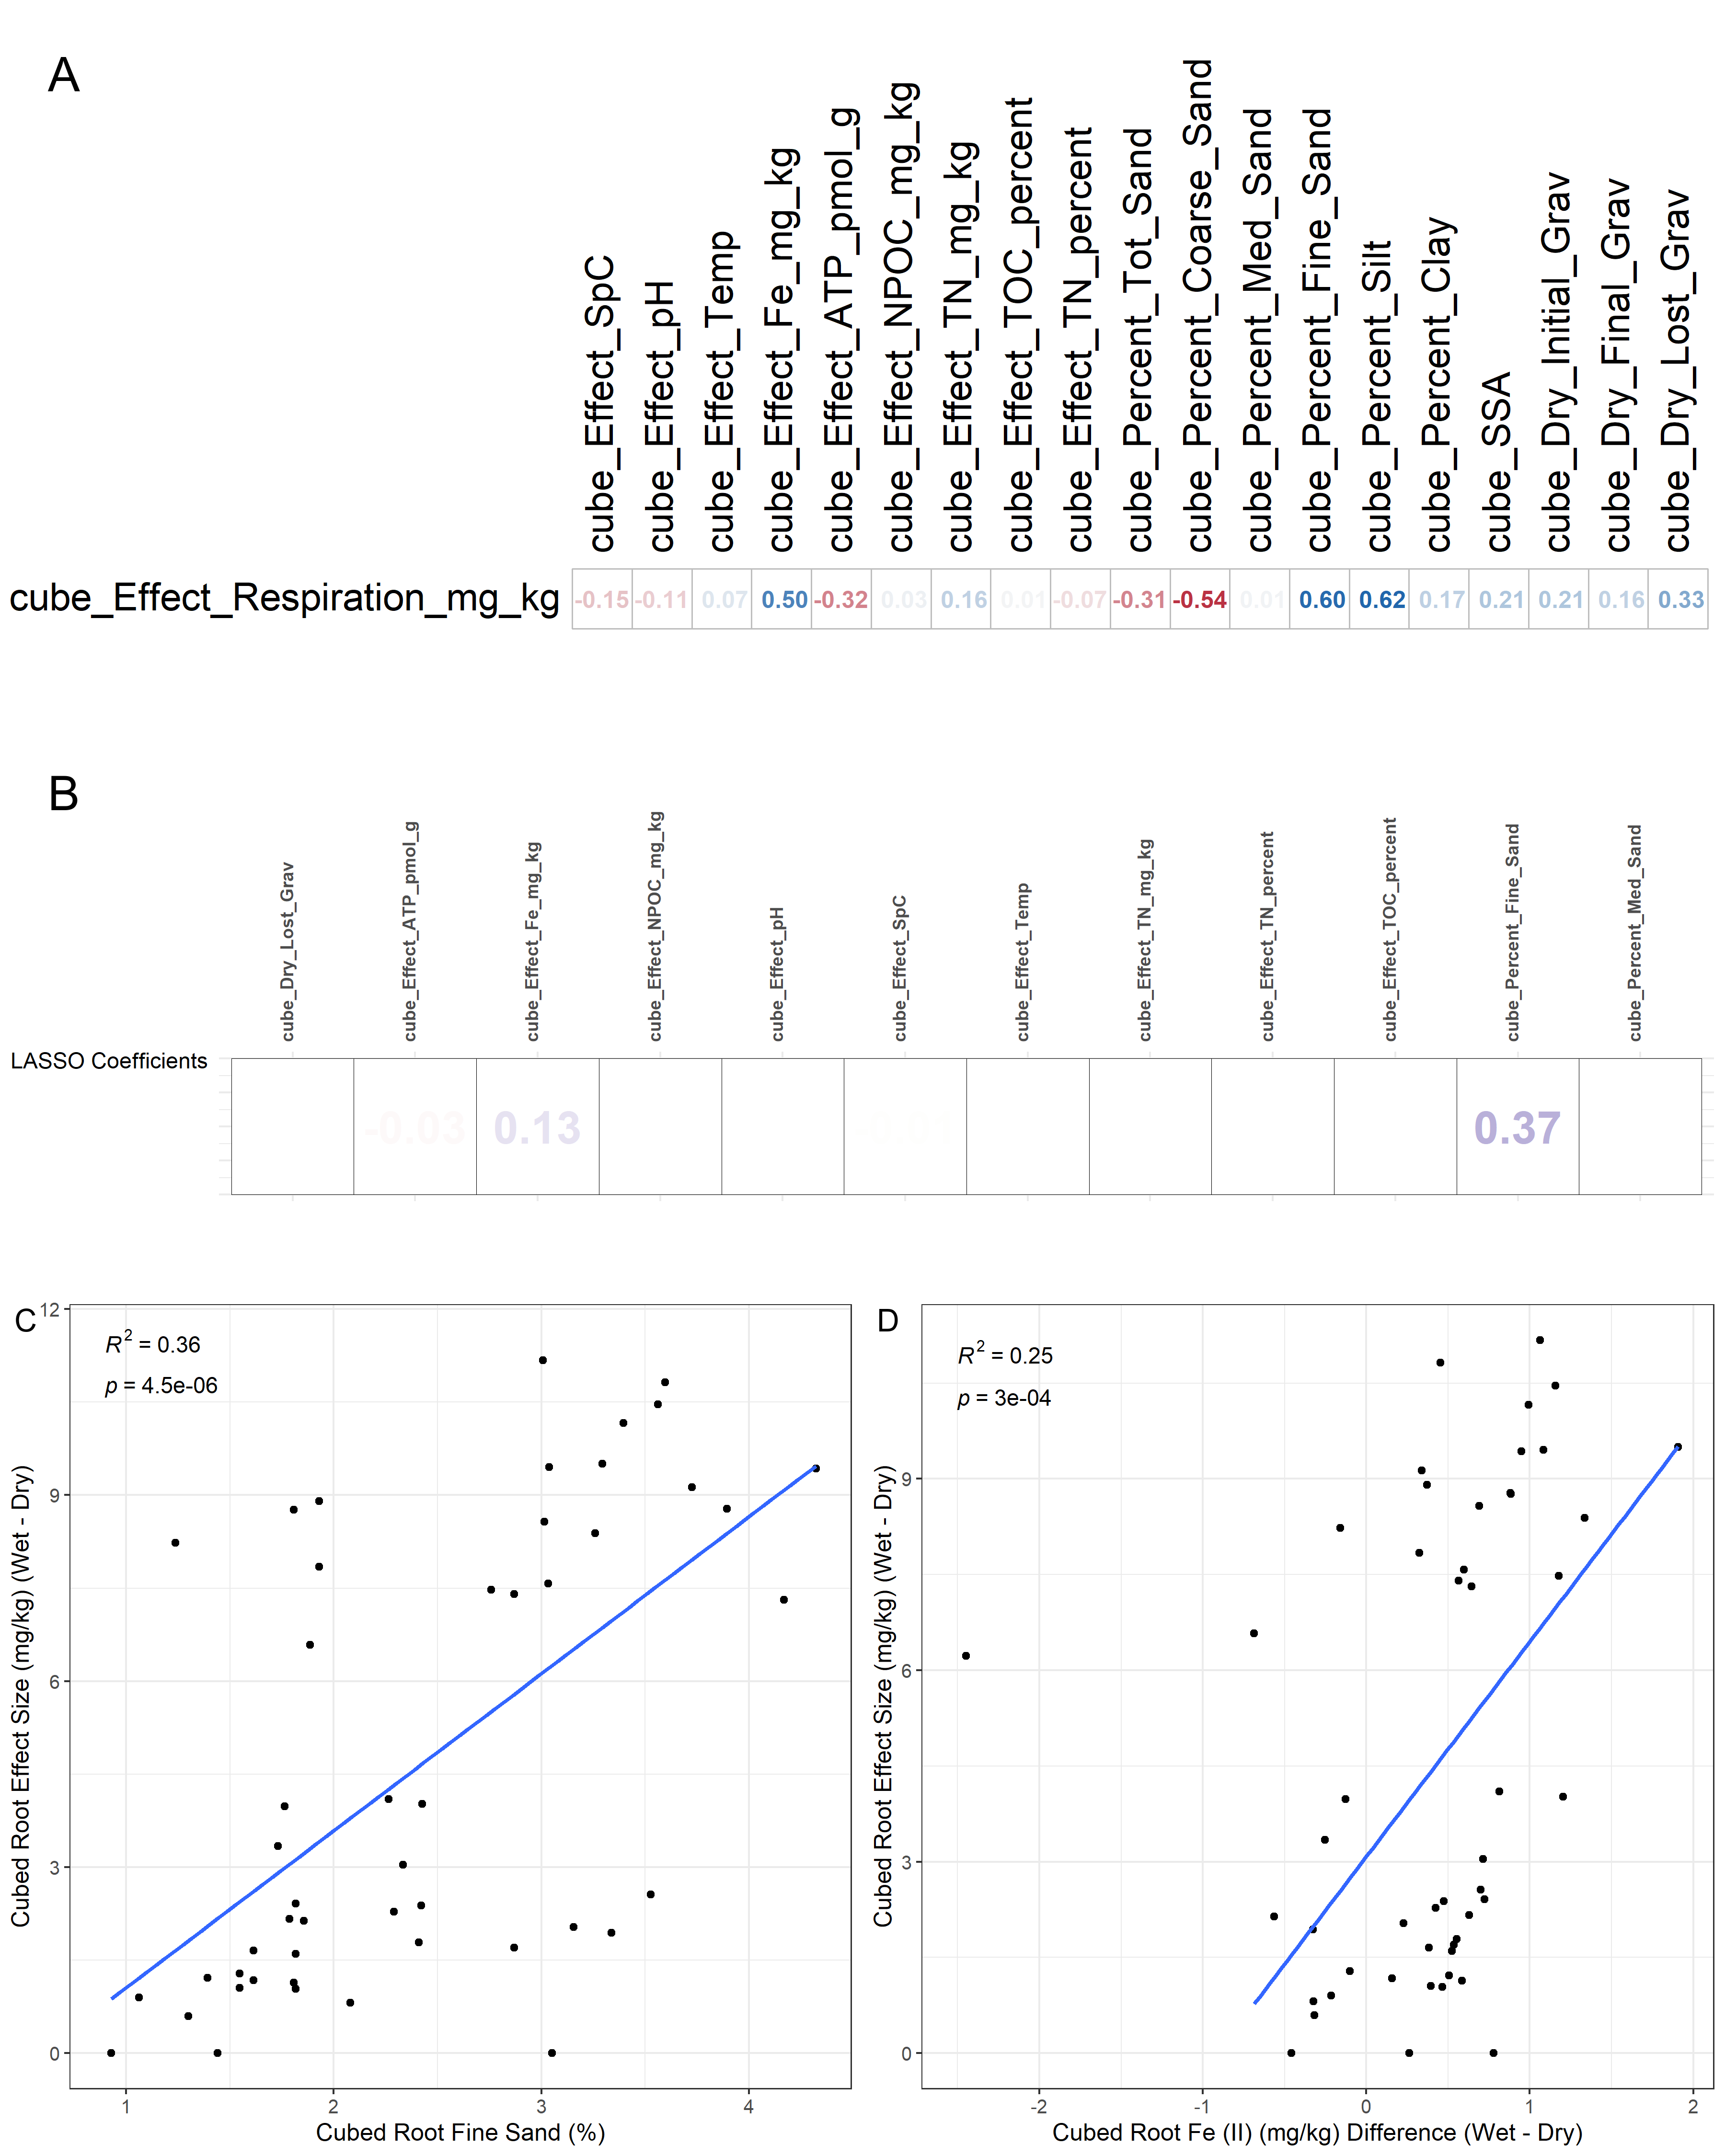 A
cube_Effect_SpC
cube_Effect_pH
cube_Effect_Temp
cube_Effect_Fe_mg_kg
cube_Effect_ATP_pmol_g
cube_Effect_NPOC_mg_kg
cube_Effect_TN_mg_kg
cube_Effect_TOC_percent
cube_Effect_TN_percent
cube_Percent_Tot_Sand
cube_Percent_Coarse_Sand
cube_Percent_Med_Sand
cube_Percent_Fine_Sand
cube_Percent_Silt
cube_Percent_Clay
cube_SSA
cube_Dry_Initial_Grav
cube_Dry_Final_Grav
cube_Dry_Lost_Grav
cube_Effect_Respiration_mg_kg -0.15 -0.11 0.07 0.50 -0.32 0.03 0.16 0.01 -0.07 -0.31 -0.54 0.01 0.60 0.62 0.17 0.21 0.21 0.16 0.33
B
cube_Dry_Lost_Grav
cube_Effect_ATP_pmol_g
cube_Effect_Fe_mg_kg
cube_Effect_NPOC_mg_kg
cube_Effect_pH
cube_Effect_SpC
cube_Effect_Temp
cube_Effect_TN_mg_kg
cube_Effect_TN_percent
cube_Effect_TOC_percent
cube_Percent_Fine_Sand
cube_Percent_Med_Sand
LASSO Coefficients
-0.03 0.13 0.37
C
R² = 0.36
p = 4.5e-06
12
9
6
3
0
1 2 3 4
Cubed Root Effect Size (mg/kg) (Wet - Dry)
Cubed Root Fine Sand (%)
D
R² = 0.25
p = 3e-04
9
6
3
0
-2 -1 0 1 2
Cubed Root Effect Size (mg/kg) (Wet - Dry)
Cubed Root Fe (II) (mg/kg) Difference (Wet - Dry)